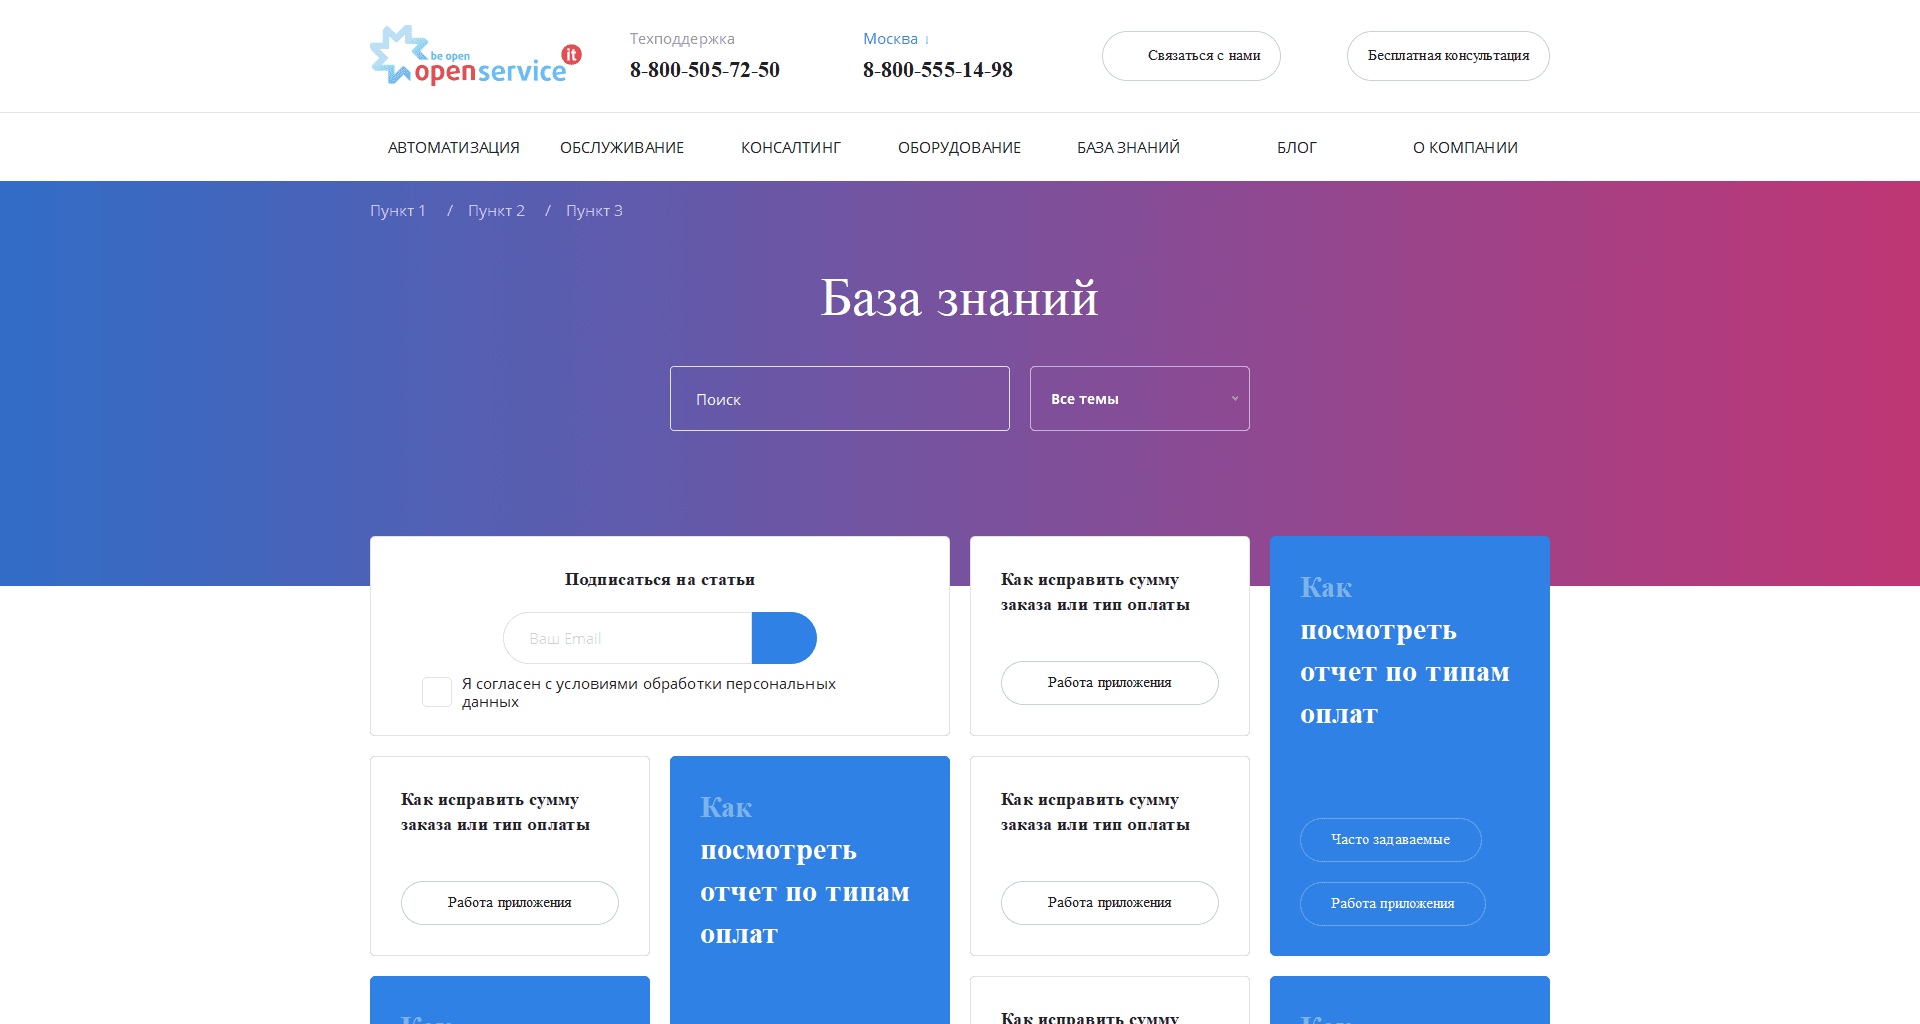 be open
openservice it
Техподдержка
8-800-505-72-50
Москва ↓
8-800-555-14-98
Связаться с нами
Бесплатная консультация
АВТОМАТИЗАЦИЯ
ОБСЛУЖИВАНИЕ
КОНСАЛТИНГ
ОБОРУДОВАНИЕ
БАЗА ЗНАНИЙ
БЛОГ
О КОМПАНИИ
Пункт 1 / Пункт 2 / Пункт 3
База знаний
Поиск
Все темы
Подписаться на статьи
Ваш Email
Я согласен с условиями обработки персональных
данных
Как исправить сумму
заказа или тип оплаты
Работа приложения
Как
посмотреть
отчет по типам
оплат
Часто задаваемые
Работа приложения
Как исправить сумму
заказа или тип оплаты
Работа приложения
Как
посмотреть
отчет по типам
оплат
Как исправить сумму
заказа или тип оплаты
Работа приложения
Как
Как исправить сумму
Как